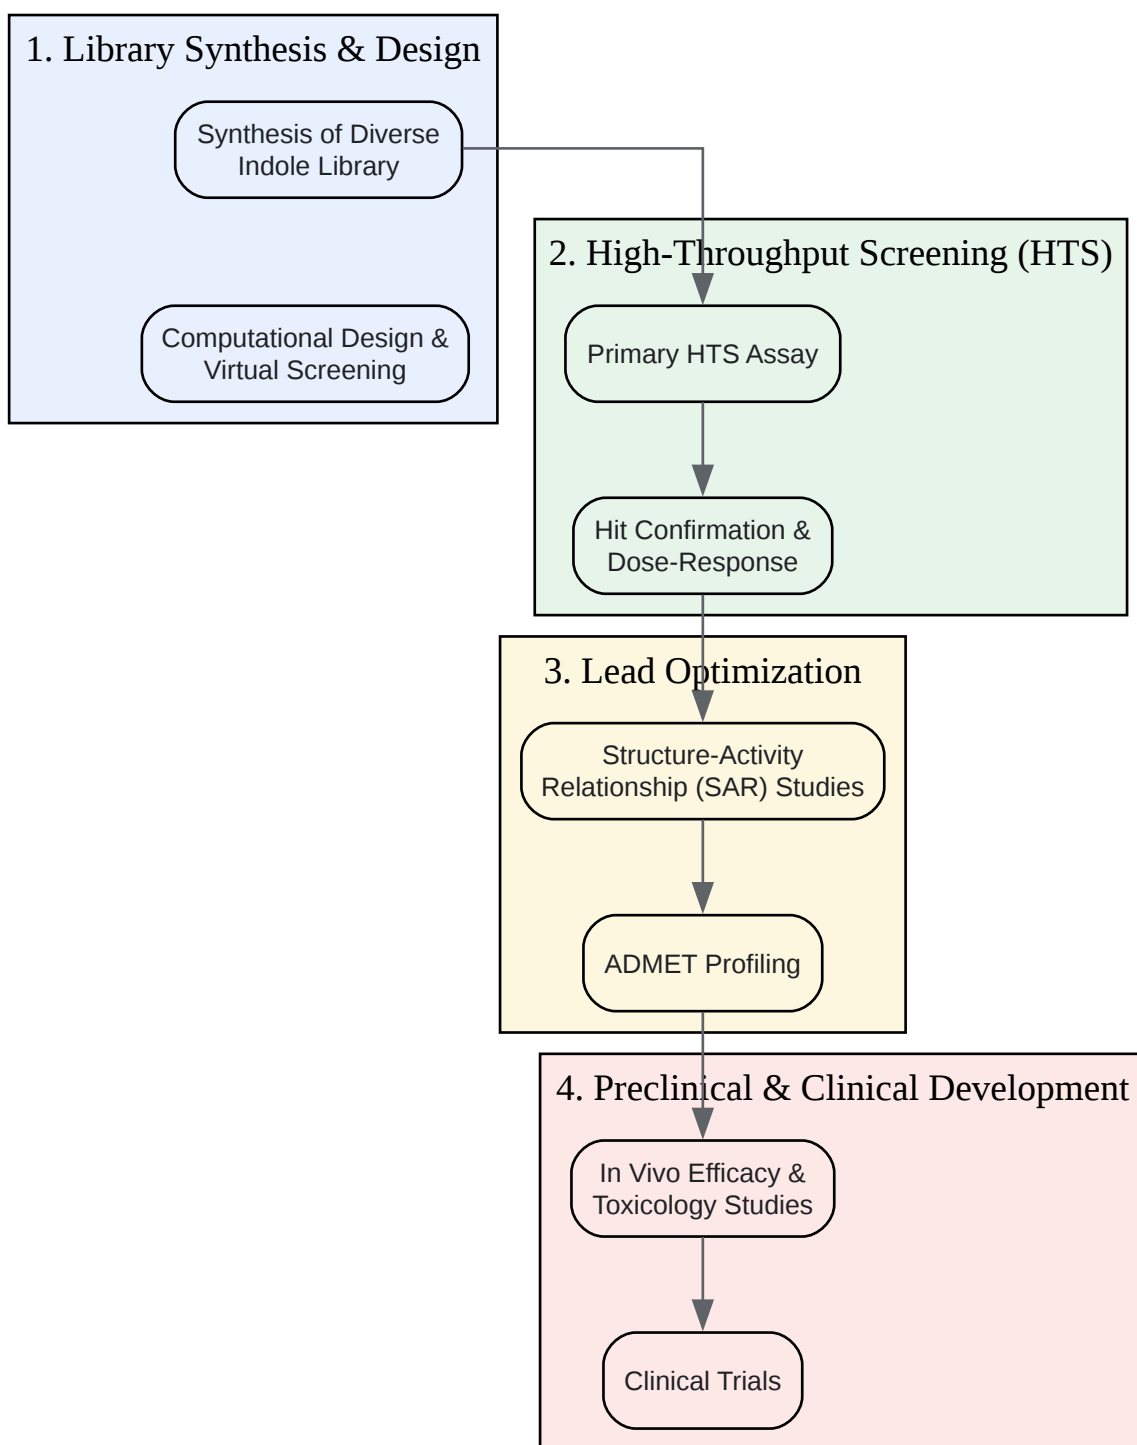 1. Library Synthesis & Design
Synthesis of Diverse
Indole Library
Computational Design &
Virtual Screening
2. High-Throughput Screening (HTS)
Primary HTS Assay
Hit Confirmation &
Dose-Response
3. Lead Optimization
Structure-Activity
Relationship (SAR) Studies
ADMET Profiling
4. Preclinical & Clinical Development
In Vivo Efficacy &
Toxicology Studies
Clinical Trials